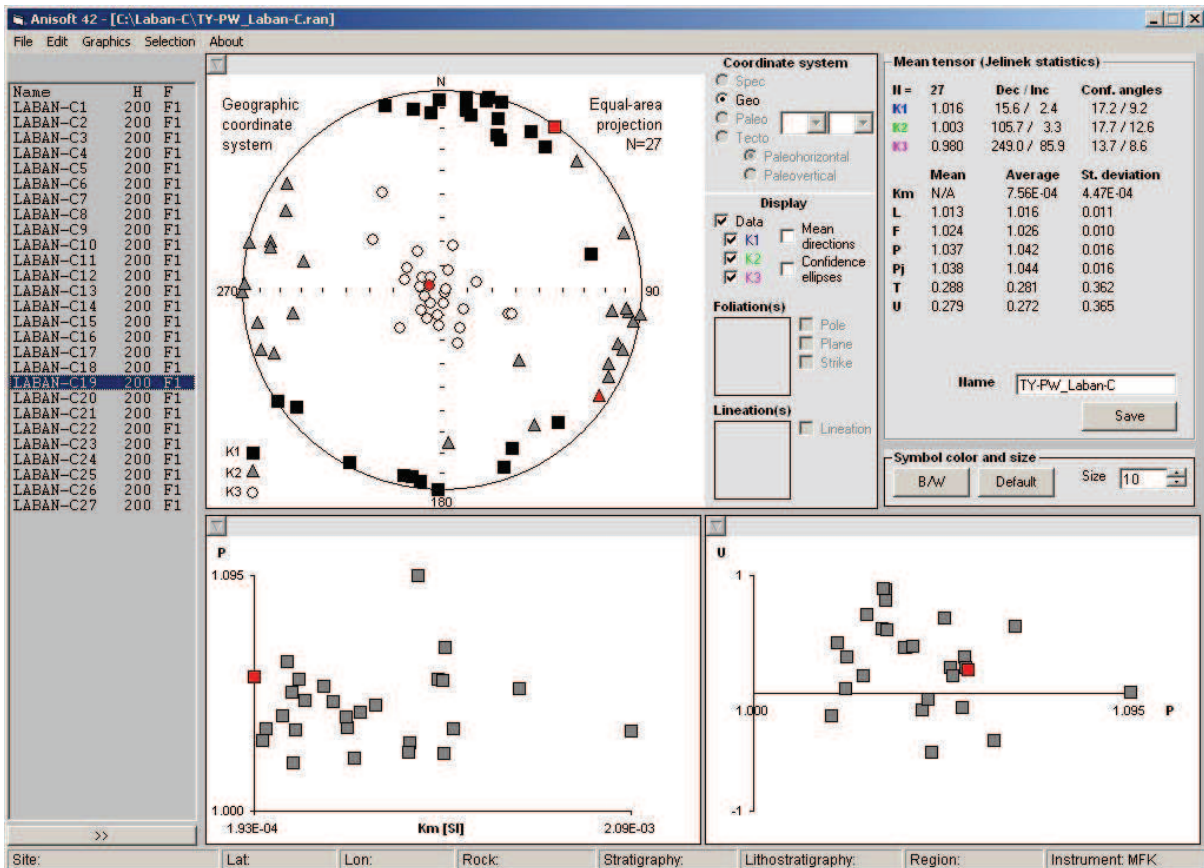 Anisoft 42 - [C:\Laban-C\TY-PW_Laban-C.ran]
File Edit Graphics Selection About
Name H F
LABAN-C1 200 F1
LABAN-C2 200 F1
LABAN-C3 200 F1
LABAN-C4 200 F1
LABAN-C5 200 F1
LABAN-C6 200 F1
LABAN-C7 200 F1
LABAN-C8 200 F1
LABAN-C9 200 F1
LABAN-C10 200 F1
LABAN-C11 200 F1
LABAN-C12 200 F1
LABAN-C13 200 F1
LABAN-C14 200 F1
LABAN-C15 200 F1
LABAN-C16 200 F1
LABAN-C17 200 F1
LABAN-C18 200 F1
LABAN-C19 200 F1
LABAN-C20 200 F1
LABAN-C21 200 F1
LABAN-C22 200 F1
LABAN-C23 200 F1
LABAN-C24 200 F1
LABAN-C25 200 F1
LABAN-C26 200 F1
LABAN-C27 200 F1
>>
N
Geographic
coordinate
system
Equal-area
projection
N=27
270
90
180
K1
K2
K3
Coordinate system
Spec
Geo
Paleo
Tecto
Paleohorizontal
Paleovertical
Display
Data
K1
K2
K3
Mean
directions
Confidence
ellipses
Foliation(s)
Pole
Plane
Strike
Lineation(s)
Lineation
Mean tensor (Jelinek statistics)
N = 27 Dec / Inc Conf. angles
K1 1.016 15.6 / 2.4 17.2 / 9.2
K2 1.003 105.7 / 3.3 17.7 / 12.6
K3 0.980 249.0 / 85.9 13.7 / 8.6
Mean Average St. deviation
Km N/A 7.56E-04 4.47E-04
L 1.013 1.016 0.011
F 1.024 1.026 0.010
P 1.037 1.042 0.016
Pj 1.038 1.044 0.016
T 0.288 0.281 0.362
U 0.279 0.272 0.365
Name TY-PW_Laban-C
Save
Symbol color and size
B/W Default Size 10
P
1.095
1.000
1.93E-04 Km [SI] 2.09E-03
U
1
1.000 1.095 P
-1
Site: Lat: Lon: Rock: Stratigraphy: Lithostratigraphy: Region: Instrument: MFK